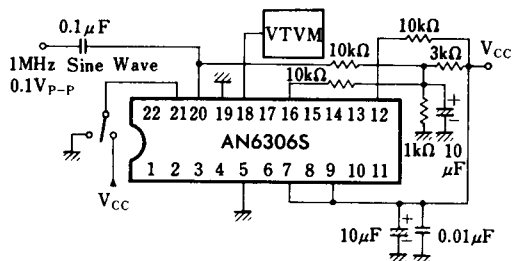 0.1μF
VTVM
10kΩ
10kΩ
3kΩ
VCC
1MHz Sine Wave
0.1VP-P
10kΩ
22 21 20 19 18 17 16 15 14 13 12
AN6306S
1 2 3 4 5 6 7 8 9 10 11
+
−
1kΩ
10
μF
VCC
10μF
+
−
0.01μF